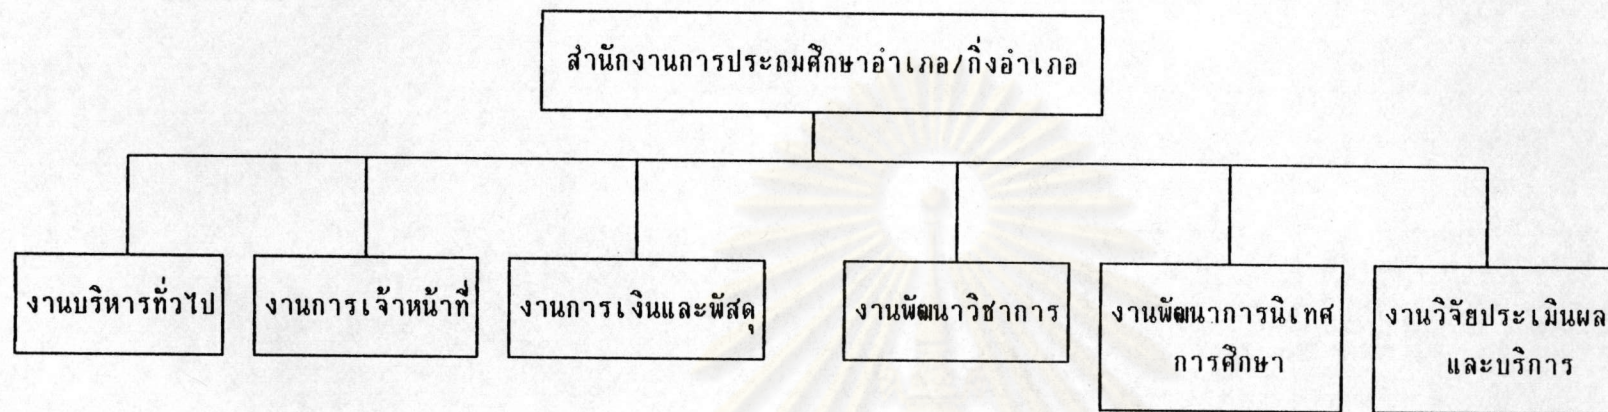 สำนักงานการประถมศึกษาอำเภอ/กิ่งอำเภอ
งานบริหารทั่วไป
งานการเจ้าหน้าที่
งานการเงินและพัสดุ
งานพัฒนาวิชาการ
งานพัฒนาการนิเทศ
การศึกษา
งานวิจัยประเมินผล
และบริการ